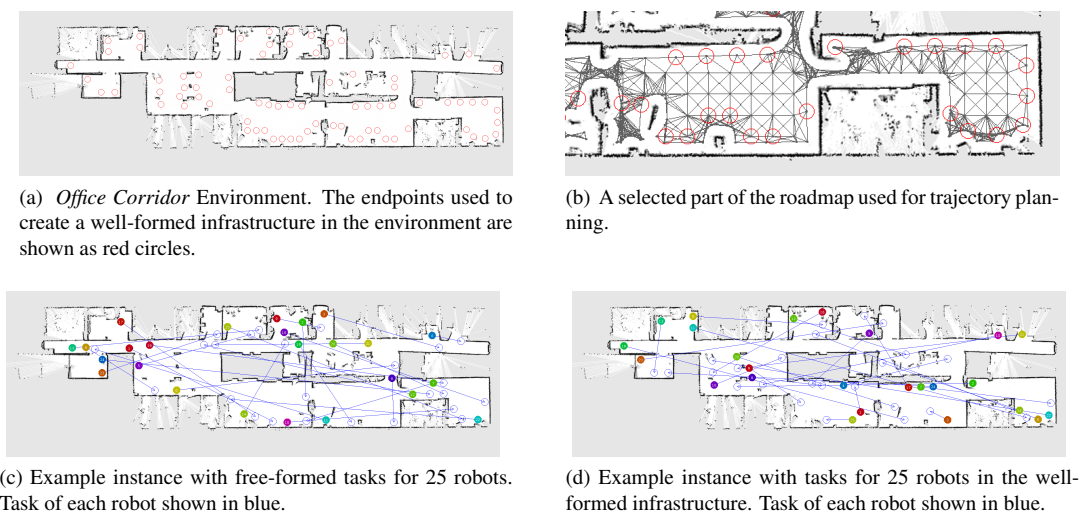 (a) Office Corridor Environment. The endpoints used to
create a well-formed infrastructure in the environment are
shown as red circles.
(b) A selected part of the roadmap used for trajectory plan-
ning.
(c) Example instance with free-formed tasks for 25 robots.
Task of each robot shown in blue.
(d) Example instance with tasks for 25 robots in the well-
formed infrastructure. Task of each robot shown in blue.